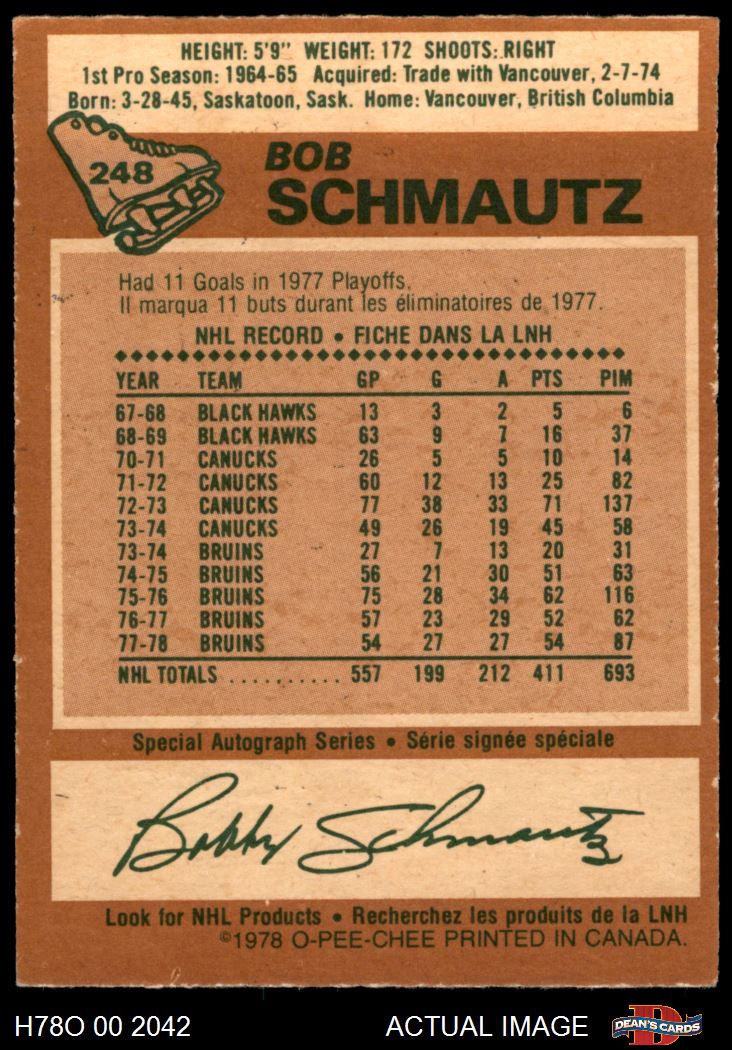 HEIGHT: 5'9" WEIGHT: 172 SHOOTS: RIGHT
1st Pro Season: 1964-65 Acquired: Trade with Vancouver, 2-7-74
Born: 3-28-45, Saskatoon, Sask. Home: Vancouver, British Columbia
248
BOB
SCHMAUTZ
Had 11 Goals in 1977 Playoffs.
Il marqua 11 buts durant les éliminatoires de 1977.
NHL RECORD • FICHE DANS LA LNH
YEAR TEAM GP G A PTS PIM
67-68 BLACK HAWKS 13 3 2 5 6
68-69 BLACK HAWKS 63 9 7 16 37
70-71 CANUCKS 26 5 5 10 14
71-72 CANUCKS 60 12 13 25 82
72-73 CANUCKS 77 38 33 71 137
73-74 CANUCKS 49 26 19 45 58
73-74 BRUINS 27 7 13 20 31
74-75 BRUINS 56 21 30 51 63
75-76 BRUINS 75 28 34 62 116
76-77 BRUINS 57 23 29 52 62
77-78 BRUINS 54 27 27 54 87
NHL TOTALS .......... 557 199 212 411 693
Special Autograph Series • Série signée spéciale
Bobby Schmautz
Look for NHL Products • Recherchez les produits de la LNH
©1978 O-PEE-CHEE PRINTED IN CANADA.
H78O 00 2042 ACTUAL IMAGE DEAN'S CARDS